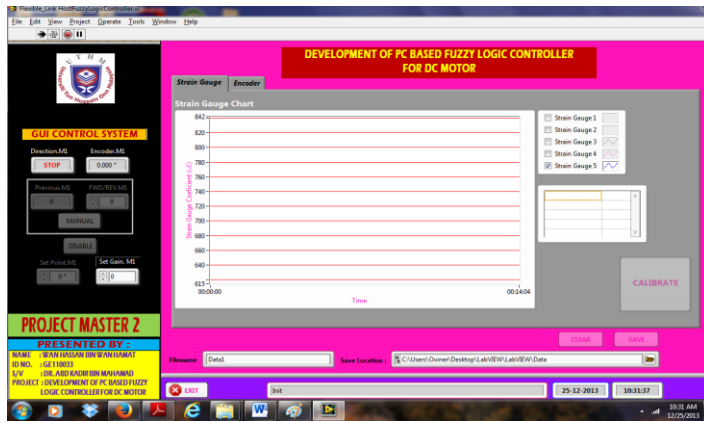 Flexible_Link HostFuzzyLogicController.vi
File Edit View Project Operate Tools Window Help
UTHM
DEVELOPMENT OF PC BASED FUZZY LOGIC CONTROLLER
FOR DC MOTOR
Strain Gauge Encoder
Strain Gauge Chart
842
820
800
780
760
740
720
700
680
660
640
615
Strain Gauge Coeficient (uE)
00:00:00 00:14:04
Time
Strain Gauge 1
Strain Gauge 2
Strain Gauge 3
Strain Gauge 4
Strain Gauge 5
CALIBRATE
GUI CONTROL SYSTEM
Direction.M1 Encoder.M1
STOP 0.000 °
Previous.M1 FWD/REV.M1
0 0
MANUAL
DISABLE
Set Point.M1 Set Gain. M1
0 ° 0
PROJECT MASTER 2
PRESENTED BY :
NAME : WAN HASSAN BIN WAN HAMAT
ID NO. : GE110033
S/V : DR. ABD KADIR BIN MAHAMAD
PROJECT : DEVELOPMENT OF PC BASED FUZZY
LOGIC CONTROLLER FOR DC MOTOR
CLEAR SAVE
Filename Data1 Save Location : C:\Users\Owner\Desktop\LabVIEW\LabVIEW\Data
EXIT Init 25-12-2013 10:31:37
10:31 AM
12/25/2013